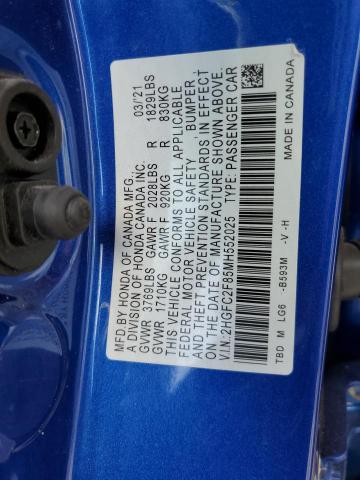 MFD.BY HONDA OF CANADA MFG., 03/21
A DIVISION OF HONDA CANADA INC.
GVWR 3769LBS GAWR F 2028LBS R 1829LBS
GVWR 1710KG GAWR F 920KG R 830KG
THIS VEHICLE CONFORMS TO ALL APPLICABLE
FEDERAL MOTOR VEHICLE SAFETY, BUMPER,
AND THEFT PREVENTION STANDARDS IN EFFECT
ON THE DATE OF MANUFACTURE SHOWN ABOVE.
V.I.N.:2HGFC2F85MH552025 TYPE:PASSENGER CAR
TBD M LG6 -B593M -V -H MADE IN CANADA